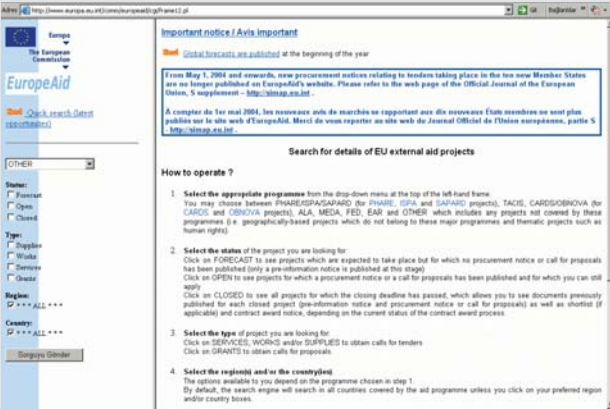 Adres http://www.europa.eu.int/comm/europeaid/cgi/frame12.pl
Git Bağlantılar
Europa
The European
Commission
EuropeAid
Quick search (latest
opportunities)
OTHER
Status:
Forecast
Open
Closed
Type:
Supplies
Works
Services
Grants
Region:
* * * ALL * * *
Country:
* * * ALL * * *
Sorguyu Gönder
Important notice / Avis important
Global forecasts are published at the beginning of the year
From May 1, 2004 and onwards, new procurement notices relating to tenders taking place in the ten new Member States
are no longer published on EuropeAid's website. Please refer to the web page of the Official Journal of the European
Union, S supplement – http://simap.eu.int .
A compter du 1er mai 2004, les nouveaux avis de marchés se rapportant aux dix nouveaux États membres ne sont plus
publiés sur le site web d'EuropeAid. Merci de vous reporter au site web de Journal Officiel de l'Union européenne, partie S
- http://simap.eu.int .
Search for details of EU external aid projects
How to operate ?
1. Select the appropriate programme from the drop-down menu at the top of the left-hand frame.
You may choose between PHARE/ISPA/SAPARD (for PHARE, ISPA and SAPARD projects), TACIS, CARDS/OBNOVA (for
CARDS and OBNOVA projects), ALA, MEDA, FED, EAR and OTHER which includes any projects not covered by these
programmes (i.e. geographically-based projects which do not belong to these major programmes and thematic projects such as
human rights).
2. Select the status of the project you are looking for:
Click on FORECAST to see projects which are expected to take place but for which no procurement notice or call for proposals
has been published (only a pre-information notice is published at this stage)
Click on OPEN to see projects for which a procurement notice or a call for proposals has been published and for which you can still
apply
Click on CLOSED to see all projects for which the closing deadline has passed, which allows you to see documents previously
published for each closed project (pre-information notice and procurement notice or call for proposals) as well as shortlist (if
applicable) and contract award notice, depending on the current status of the contract award process.
3. Select the type of project you are looking for.
Click on SERVICES, WORKS and/or SUPPLIES to obtain calls for tenders
Click on GRANTS to obtain calls for proposals.
4. Select the region(s) and/or the country(ies)
The options available to you depend on the programme chosen in step 1.
By default, the search engine will search in all countries covered by the aid programme unless you click on your preferred region
and/or country boxes.